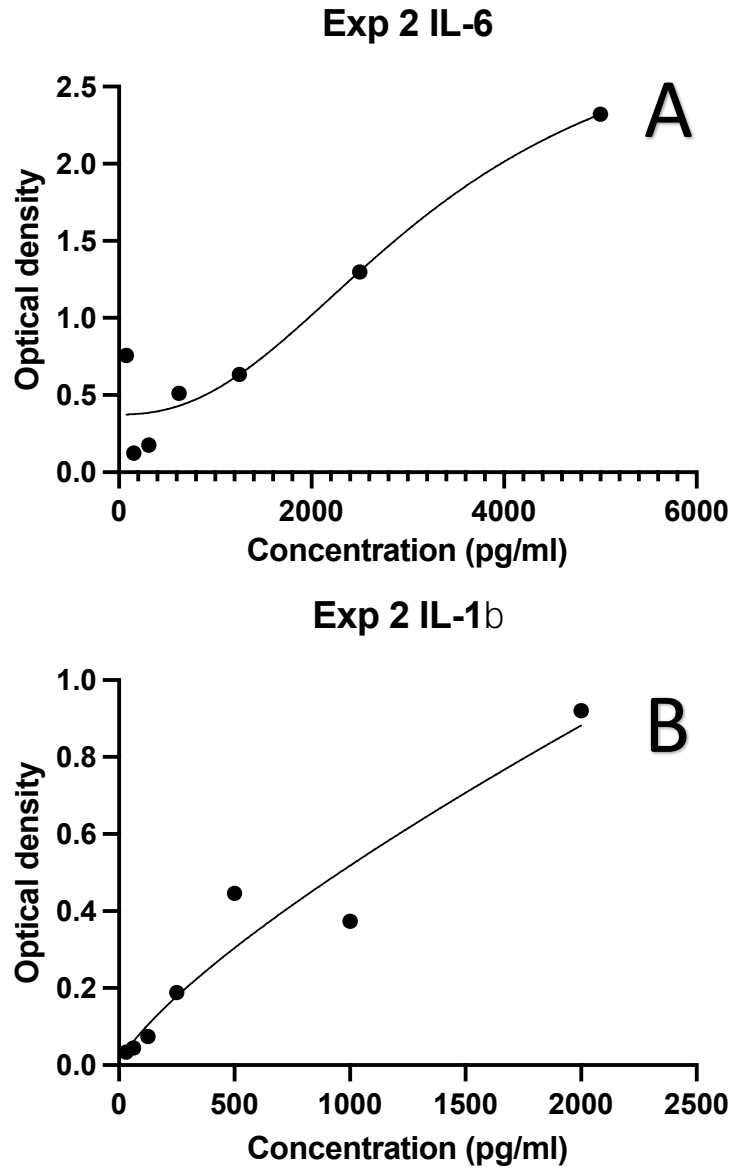 Exp 2 IL-6
A
2.5
2.0
1.5
1.0
0.5
0.0
Optical density
0 2000 4000 6000
Concentration (pg/ml)
Exp 2 IL-1b
B
1.0
0.8
0.6
0.4
0.2
0.0
Optical density
0 500 1000 1500 2000 2500
Concentration (pg/ml)